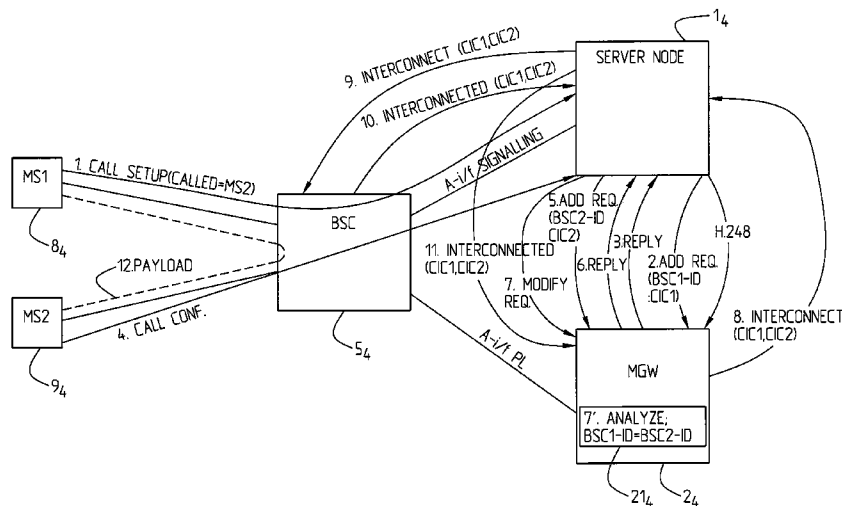 1₄
SERVER NODE
9. INTERCONNECT (CIC1,CIC2)
10. INTERCONNECTED (CIC1,CIC2)
A-i/f SIGNALLING
1. CALL SETUP(CALLED=MS2)
MS1
8₄
BSC
12.PAYLOAD
MS2
4. CALL CONF.
9₄
5₄
11. INTERCONNECTED
(CIC1,CIC2)
5.ADD REQ.
(BSC2-ID
CIC2)
6.REPLY
3.REPLY
7. MODIFY
REQ.
2.ADD REQ.
(BSC1-ID
:CIC1)
H.248
8. INTERCONNECT
(CIC1,CIC2)
A-i/f PL
MGW
7'. ANALYZE;
BSC1-ID=BSC2-ID
21₄
2₄